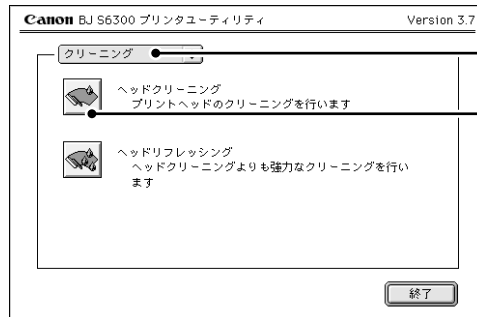 Canon BJ S6300 プリンタユーティリティ Version 3.7
クリーニング
ヘッドクリーニング
プリントヘッドのクリーニングを行います
ヘッドリフレッシング
ヘッドクリーニングよりも強力なクリーニングを行い
ます
終了